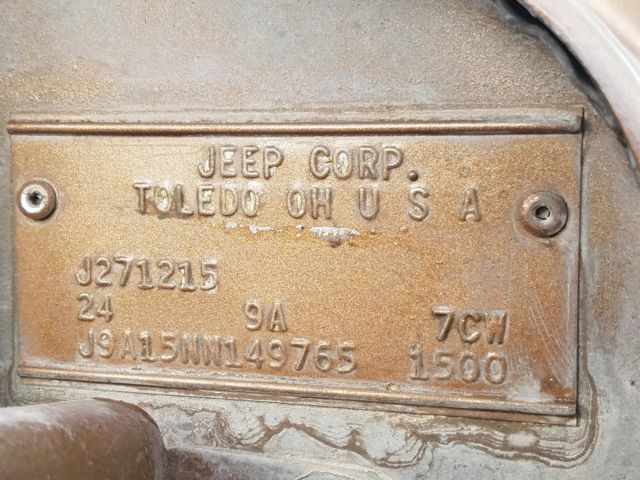 JEEP CORP.
TOLEDO OH U S A
J271215
24 9A 7CW
J9A15NN149765 1500